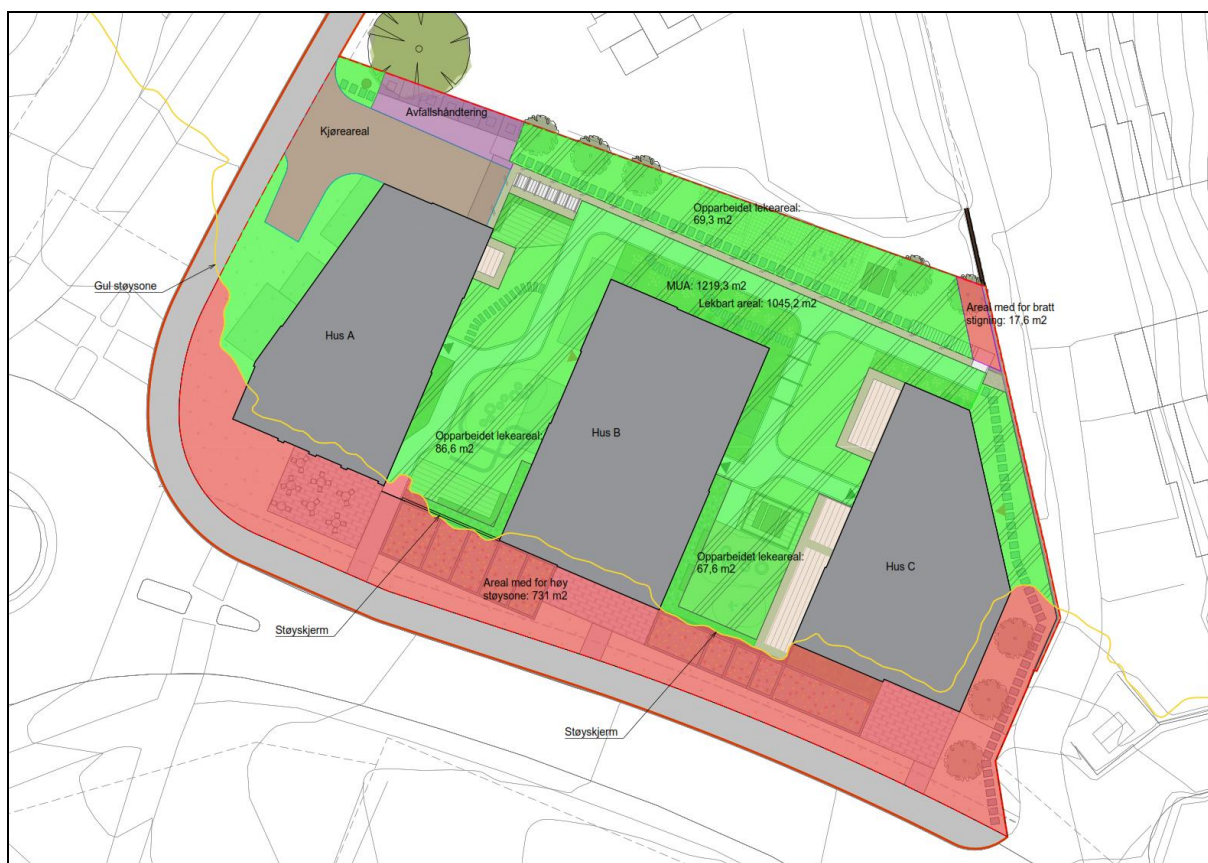 Avfallshåndtering
Kjøreareal
Opparbeidet lekeareal:
69,3 m2
Gul støysone
MUA: 1219,3 m2
Lekbart areal: 1045,2 m2
Areal med for bratt
stigning: 17,6 m2
Hus A
Opparbeidet lekeareal:
86,6 m2
Hus B
Opparbeidet lekeareal:
67,6 m2
Hus C
Areal med for høy
støysone: 731 m2
Støyskjerm
Støyskjerm